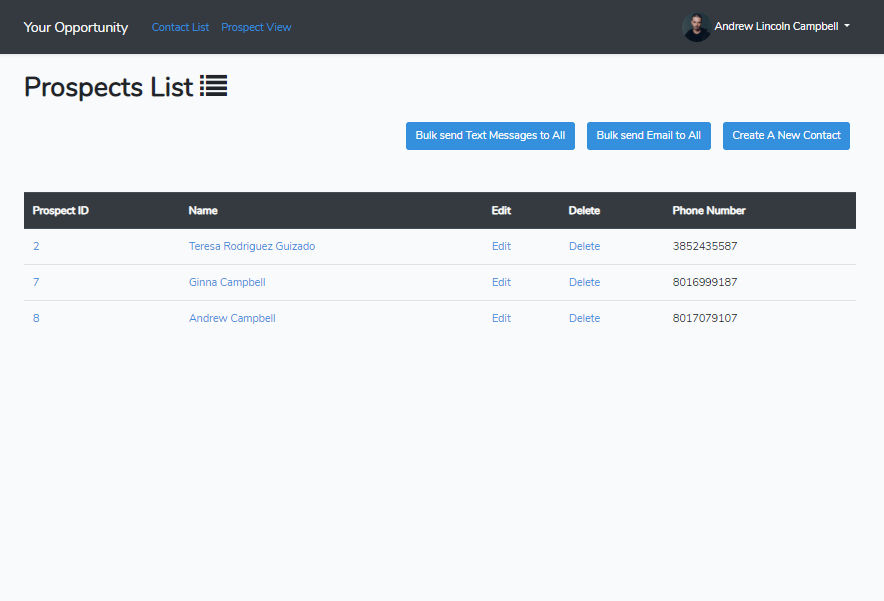 Your Opportunity Contact List Prospect View Andrew Lincoln Campbell
Prospects List
Bulk send Text Messages to All Bulk send Email to All Create A New Contact
Prospect ID Name Edit Delete Phone Number
2 Teresa Rodriguez Guizado Edit Delete 3852435587
7 Ginna Campbell Edit Delete 8016999187
8 Andrew Campbell Edit Delete 8017079107